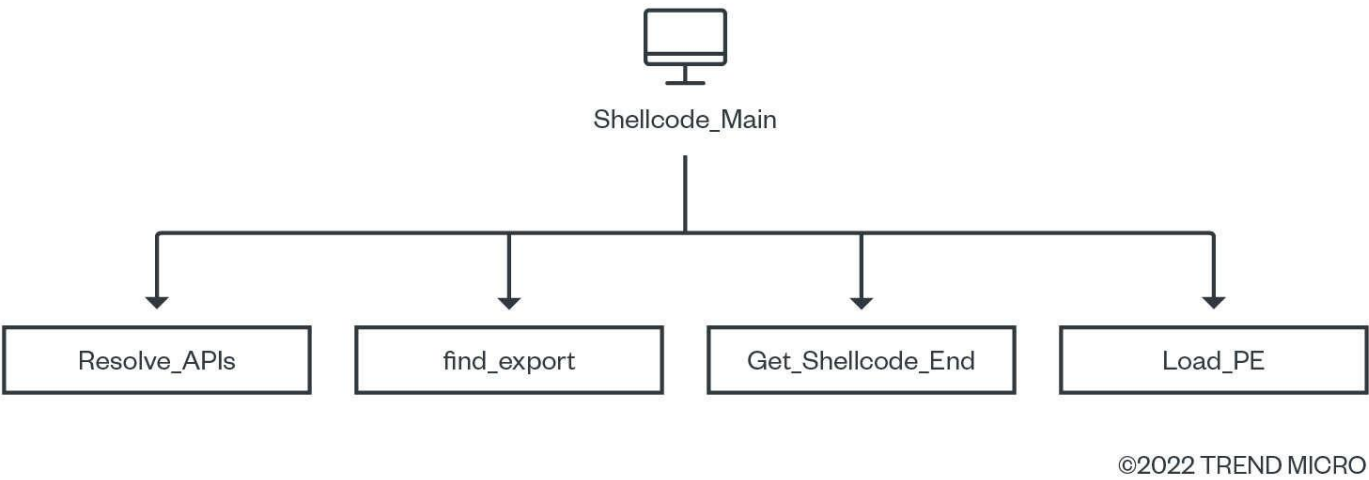 Shellcode_Main
Resolve_APIs
find_export
Get_Shellcode_End
Load_PE
©2022 TREND MICRO